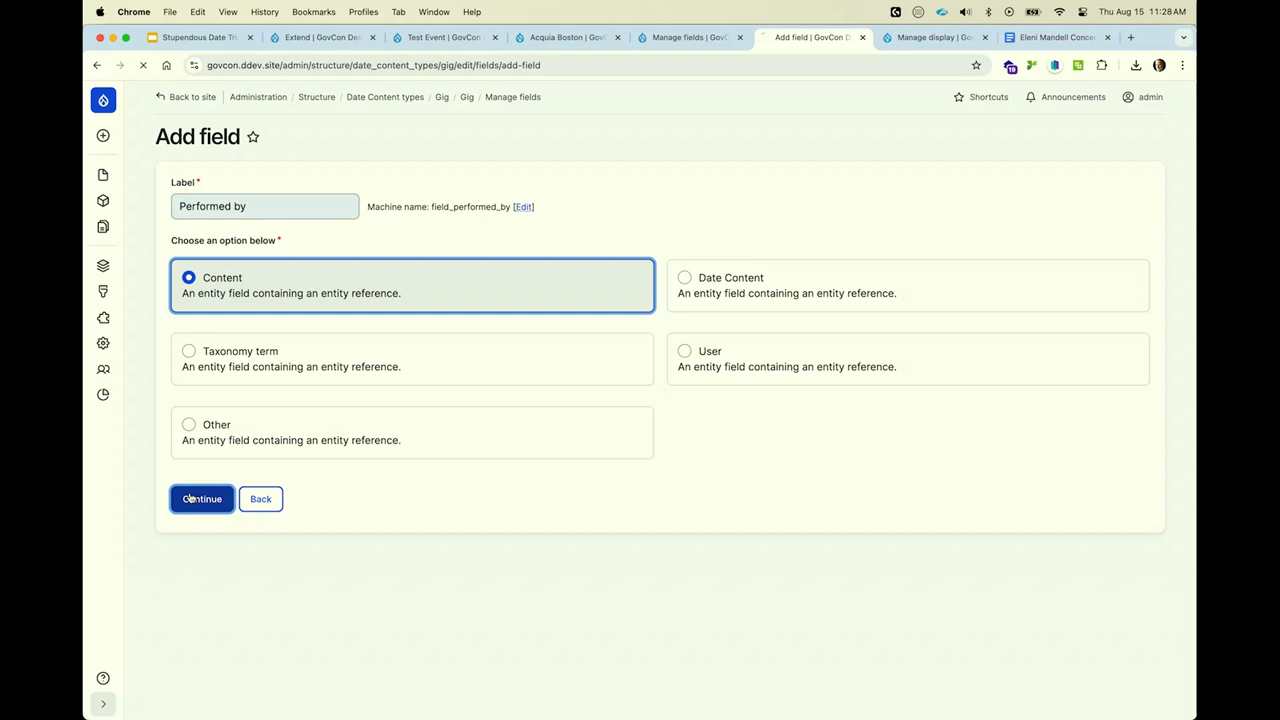 Chrome File Edit View History Bookmarks Profiles Tab Window Help Thu Aug 15 11:28AM
Stupendous Date Tri Extend | GovCon De Test Event | GovCon Acquia Boston | Gov Manage fields | GovC Add field | GovCon D Manage display | Go Eleni Mandell Conce
govcon.ddev.site/admin/structure/date_content_types/gig/edit/fields/add-field
19
Back to site Administration Structure Date Content types Gig Gig Manage fields Shortcuts Announcements admin
Add field
Label*
Performed by Machine name: field_performed_by [Edit]
Choose an option below*
Content
An entity field containing an entity reference.
Date Content
An entity field containing an entity reference.
Taxonomy term
An entity field containing an entity reference.
User
An entity field containing an entity reference.
Other
An entity field containing an entity reference.
Continue Back